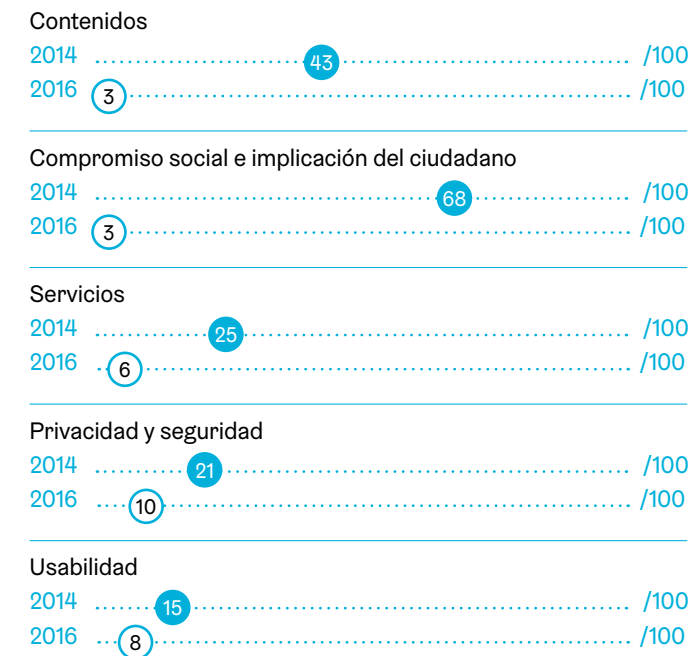 Contenidos
2014 43 /100
2016 3 /100
Compromiso social e implicación del ciudadano
2014 68 /100
2016 3 /100
Servicios
2014 25 /100
2016 6 /100
Privacidad y seguridad
2014 21 /100
2016 10 /100
Usabilidad
2014 15 /100
2016 8 /100